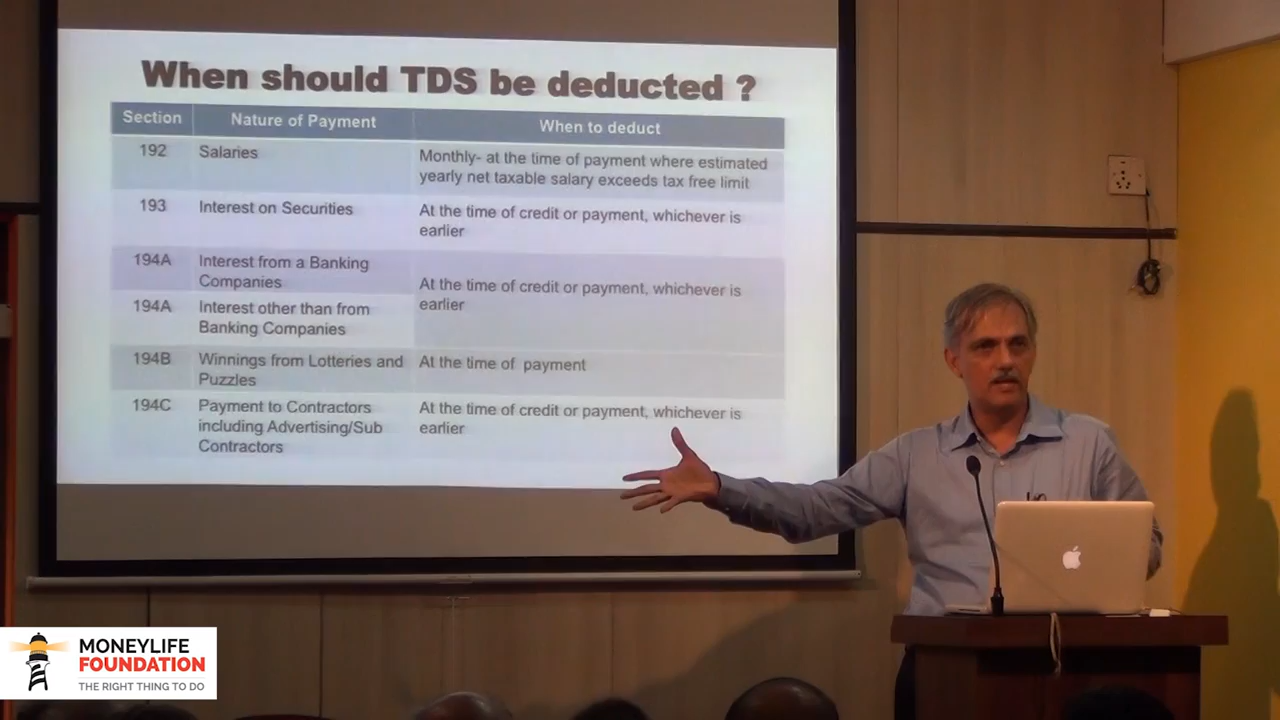 When should TDS be deducted ?
Section Nature of Payment When to deduct
192 Salaries Monthly- at the time of payment where estimated
yearly net taxable salary exceeds tax free limit
193 Interest on Securities At the time of credit or payment, whichever is
earlier
194A Interest from a Banking
Companies
At the time of credit or payment, whichever is
earlier
194A Interest other than from
Banking Companies
194B Winnings from Lotteries and
Puzzles
At the time of payment
194C Payment to Contractors
including Advertising/Sub
Contractors
At the time of credit or payment, whichever is
earlier
MONEYLIFE
FOUNDATION
THE RIGHT THING TO DO